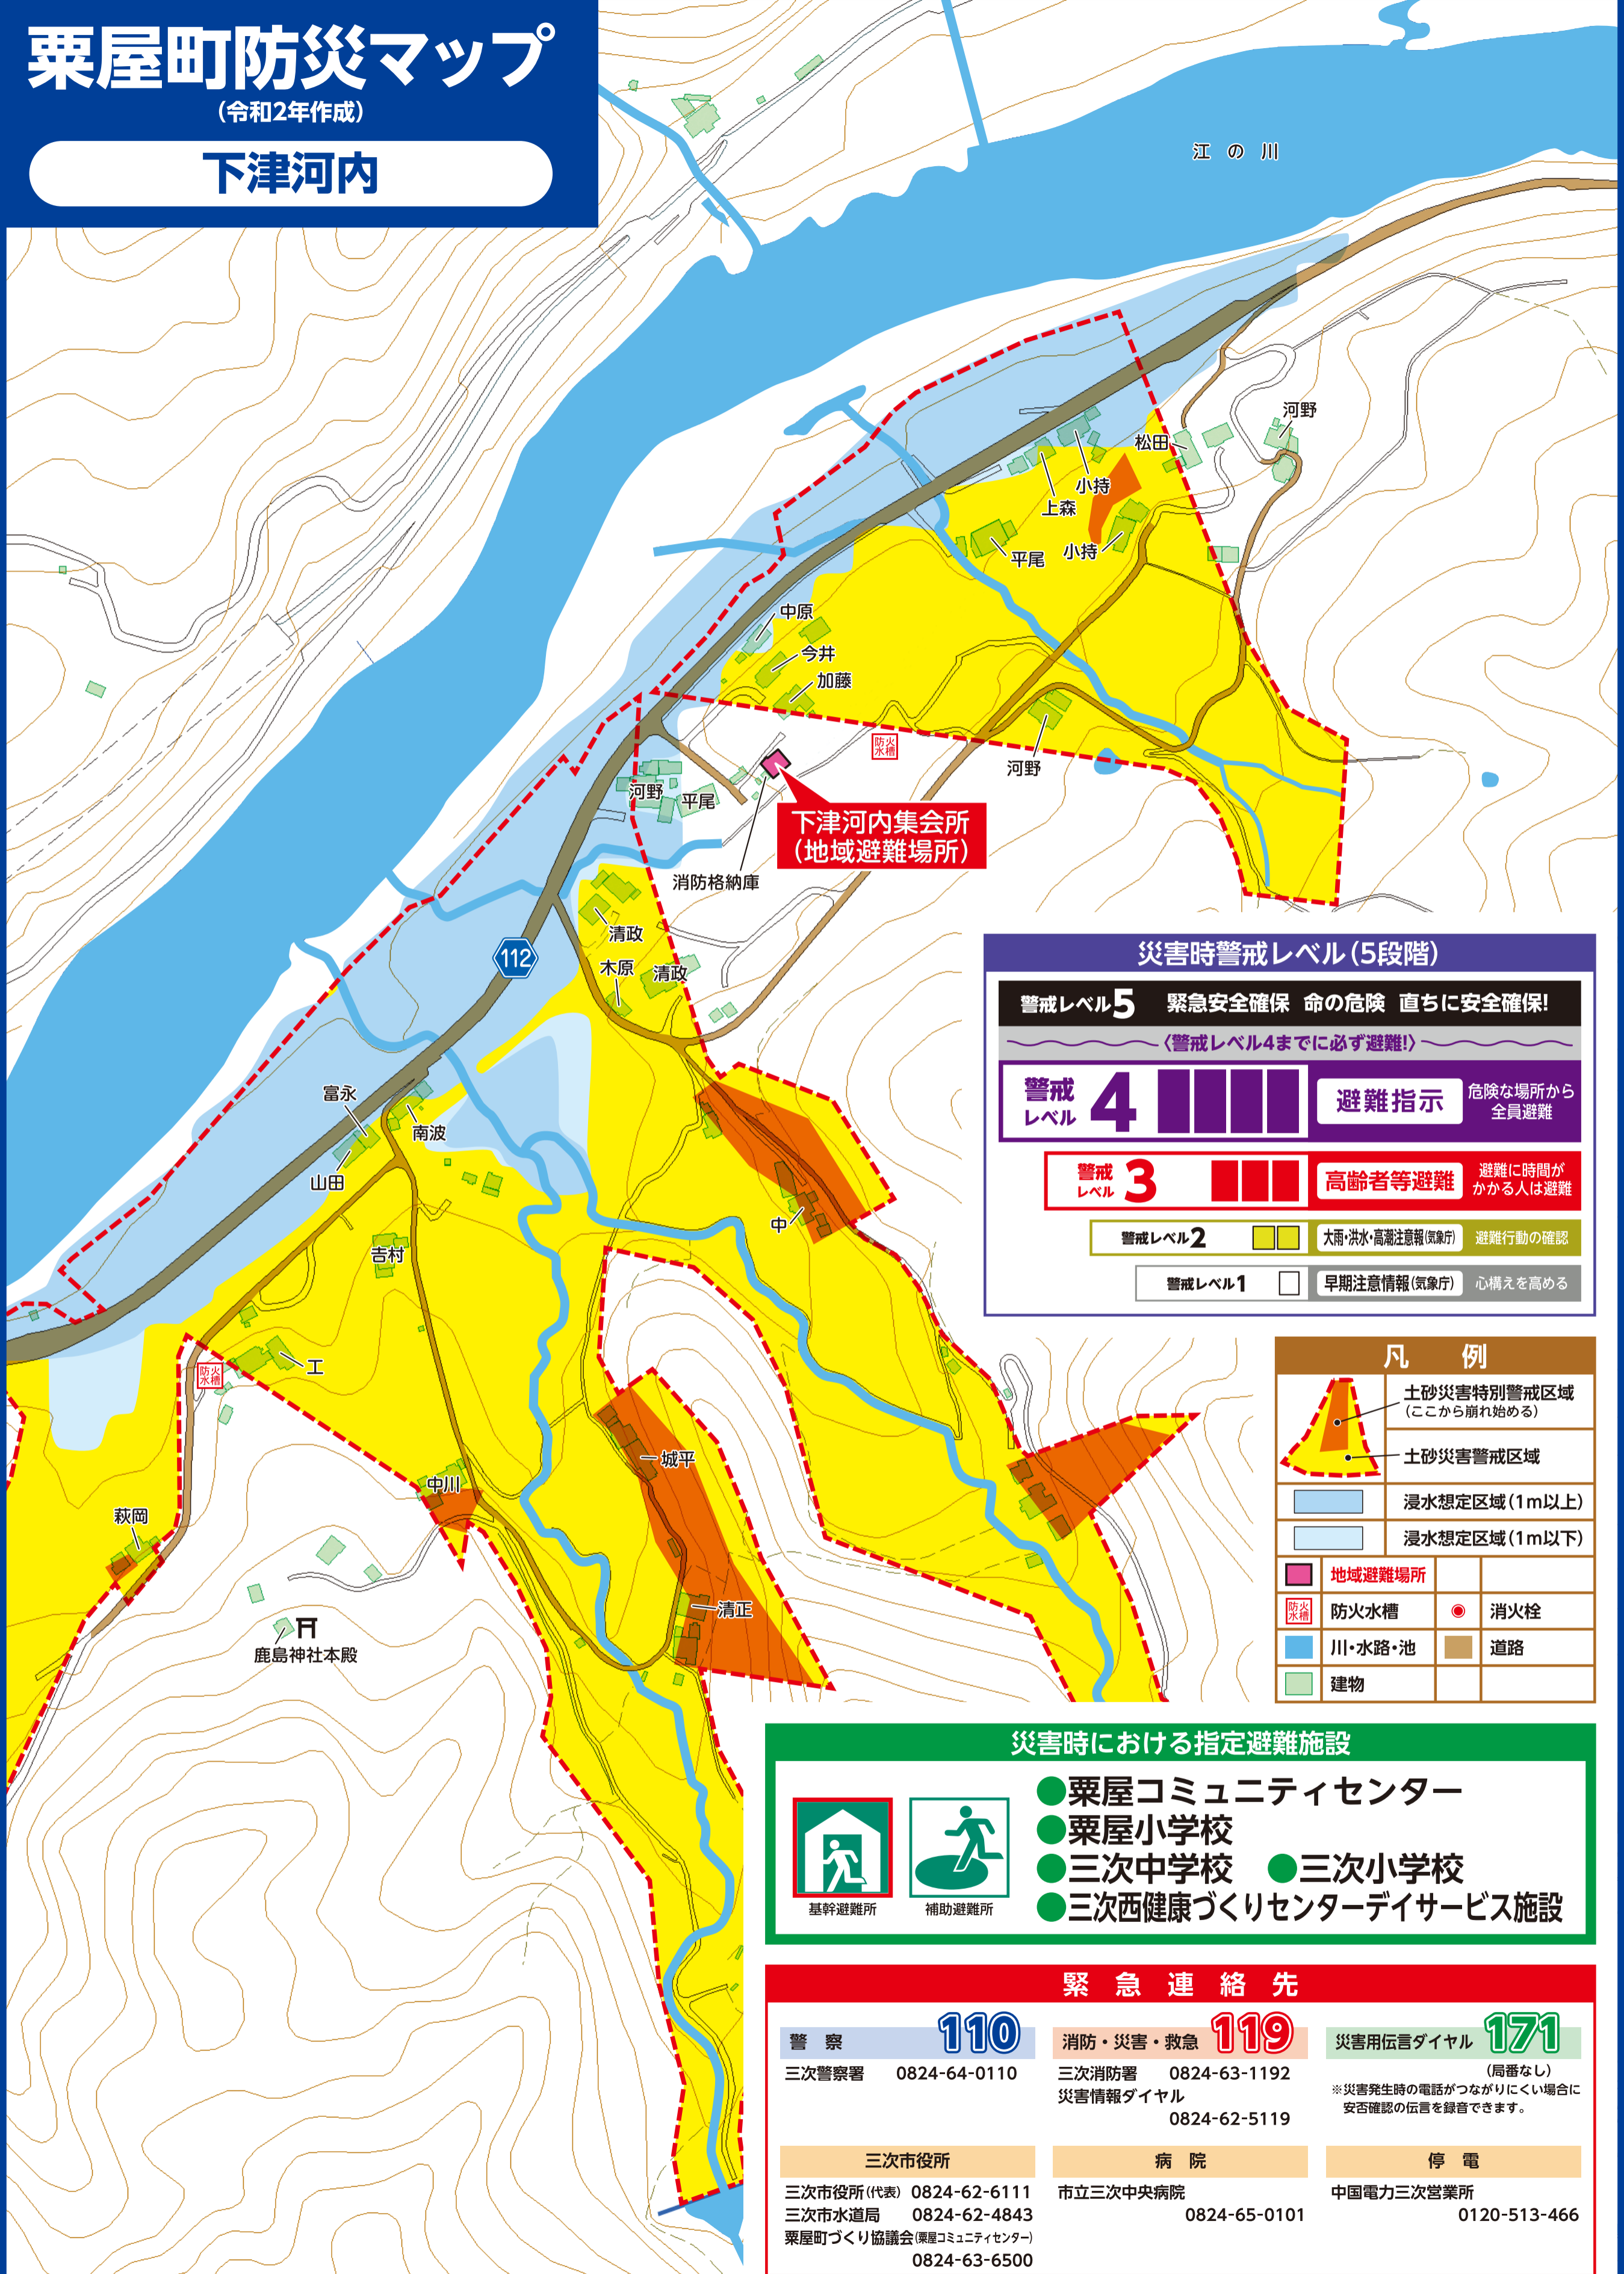 粟屋町防災マップ
(令和2年作成)
下津河内
江の川
河野
松田
小持
上森
小持
平尾
中原
今井
加藤
防火
水槽
河野
河野
平尾
下津河内集会所
(地域避難場所)
消防格納庫
清政
112
木原
清政
富永
南波
山田
中
吉村
工
防火
水槽
城平
中川
萩岡
清正
鹿島神社本殿
災害時警戒レベル(5段階)
警戒レベル5 緊急安全確保 命の危険 直ちに安全確保!
〈警戒レベル4までに必ず避難!〉
警戒
レベル 4 避難指示 危険な場所から
全員避難
警戒
レベル 3 高齢者等避難 避難に時間が
かかる人は避難
警戒レベル2 大雨・洪水・高潮注意報(気象庁) 避難行動の確認
警戒レベル1 早期注意情報(気象庁) 心構えを高める
凡 例
土砂災害特別警戒区域
(ここから崩れ始める)
土砂災害警戒区域
浸水想定区域(1m以上)
浸水想定区域(1m以下)
地域避難場所
防火
水槽 防火水槽 消火栓
川・水路・池 道路
建物
災害時における指定避難施設
基幹避難所 補助避難所
●粟屋コミュニティセンター
●粟屋小学校
●三次中学校 ●三次小学校
●三次西健康づくりセンターデイサービス施設
緊急連絡先
警察 110
三次警察署 0824-64-0110
消防・災害・救急 119
三次消防署 0824-63-1192
災害情報ダイヤル
0824-62-5119
災害用伝言ダイヤル 171
(局番なし)
※災害発生時の電話がつながりにくい場合に
安否確認の伝言を録音できます。
三次市役所
三次市役所(代表) 0824-62-6111
三次市水道局 0824-62-4843
粟屋町づくり協議会(粟屋コミュニティセンター)
0824-63-6500
病院
市立三次中央病院
0824-65-0101
停電
中国電力三次営業所
0120-513-466